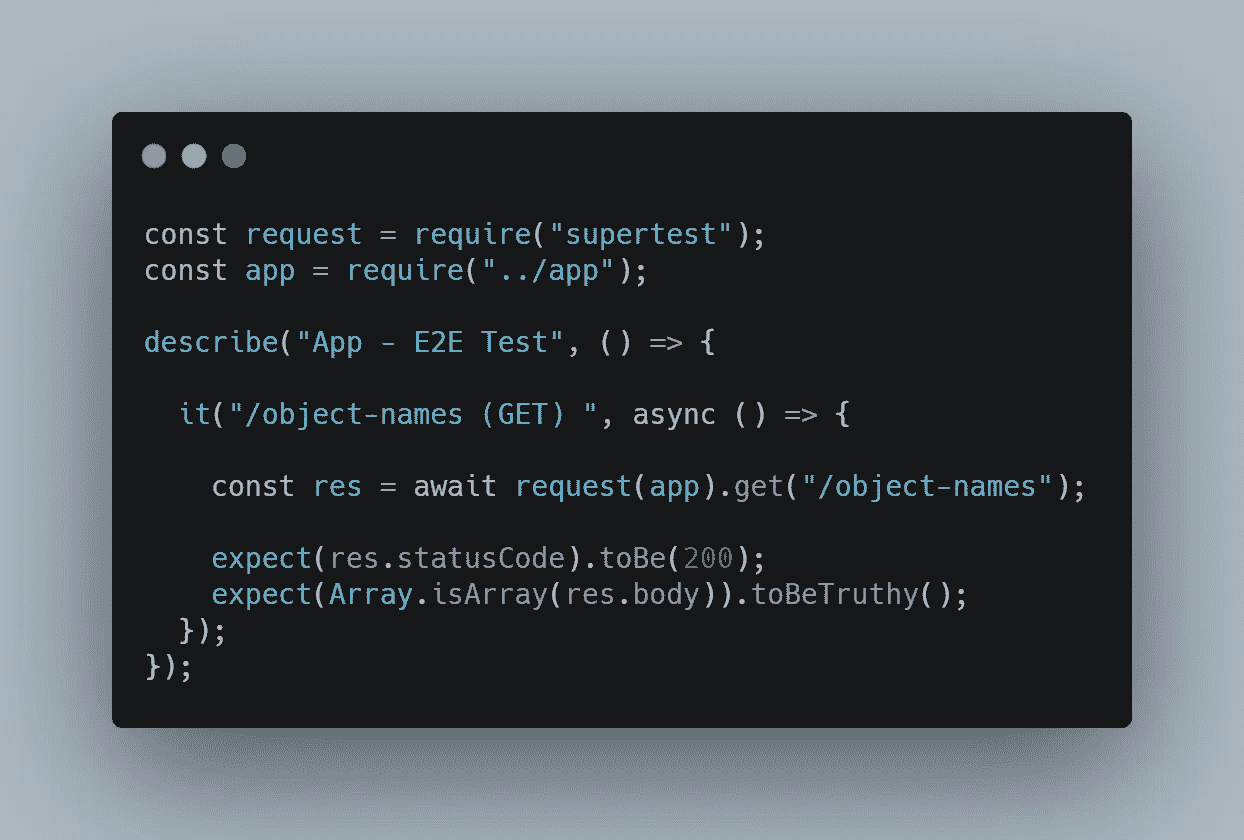 const request = require("supertest");
const app = require("../app");
describe("App - E2E Test", () => {
it("/object-names (GET) ", async () => {
const res = await request(app).get("/object-names");
expect(res.statusCode).toBe(200);
expect(Array.isArray(res.body)).toBeTruthy();
});
});